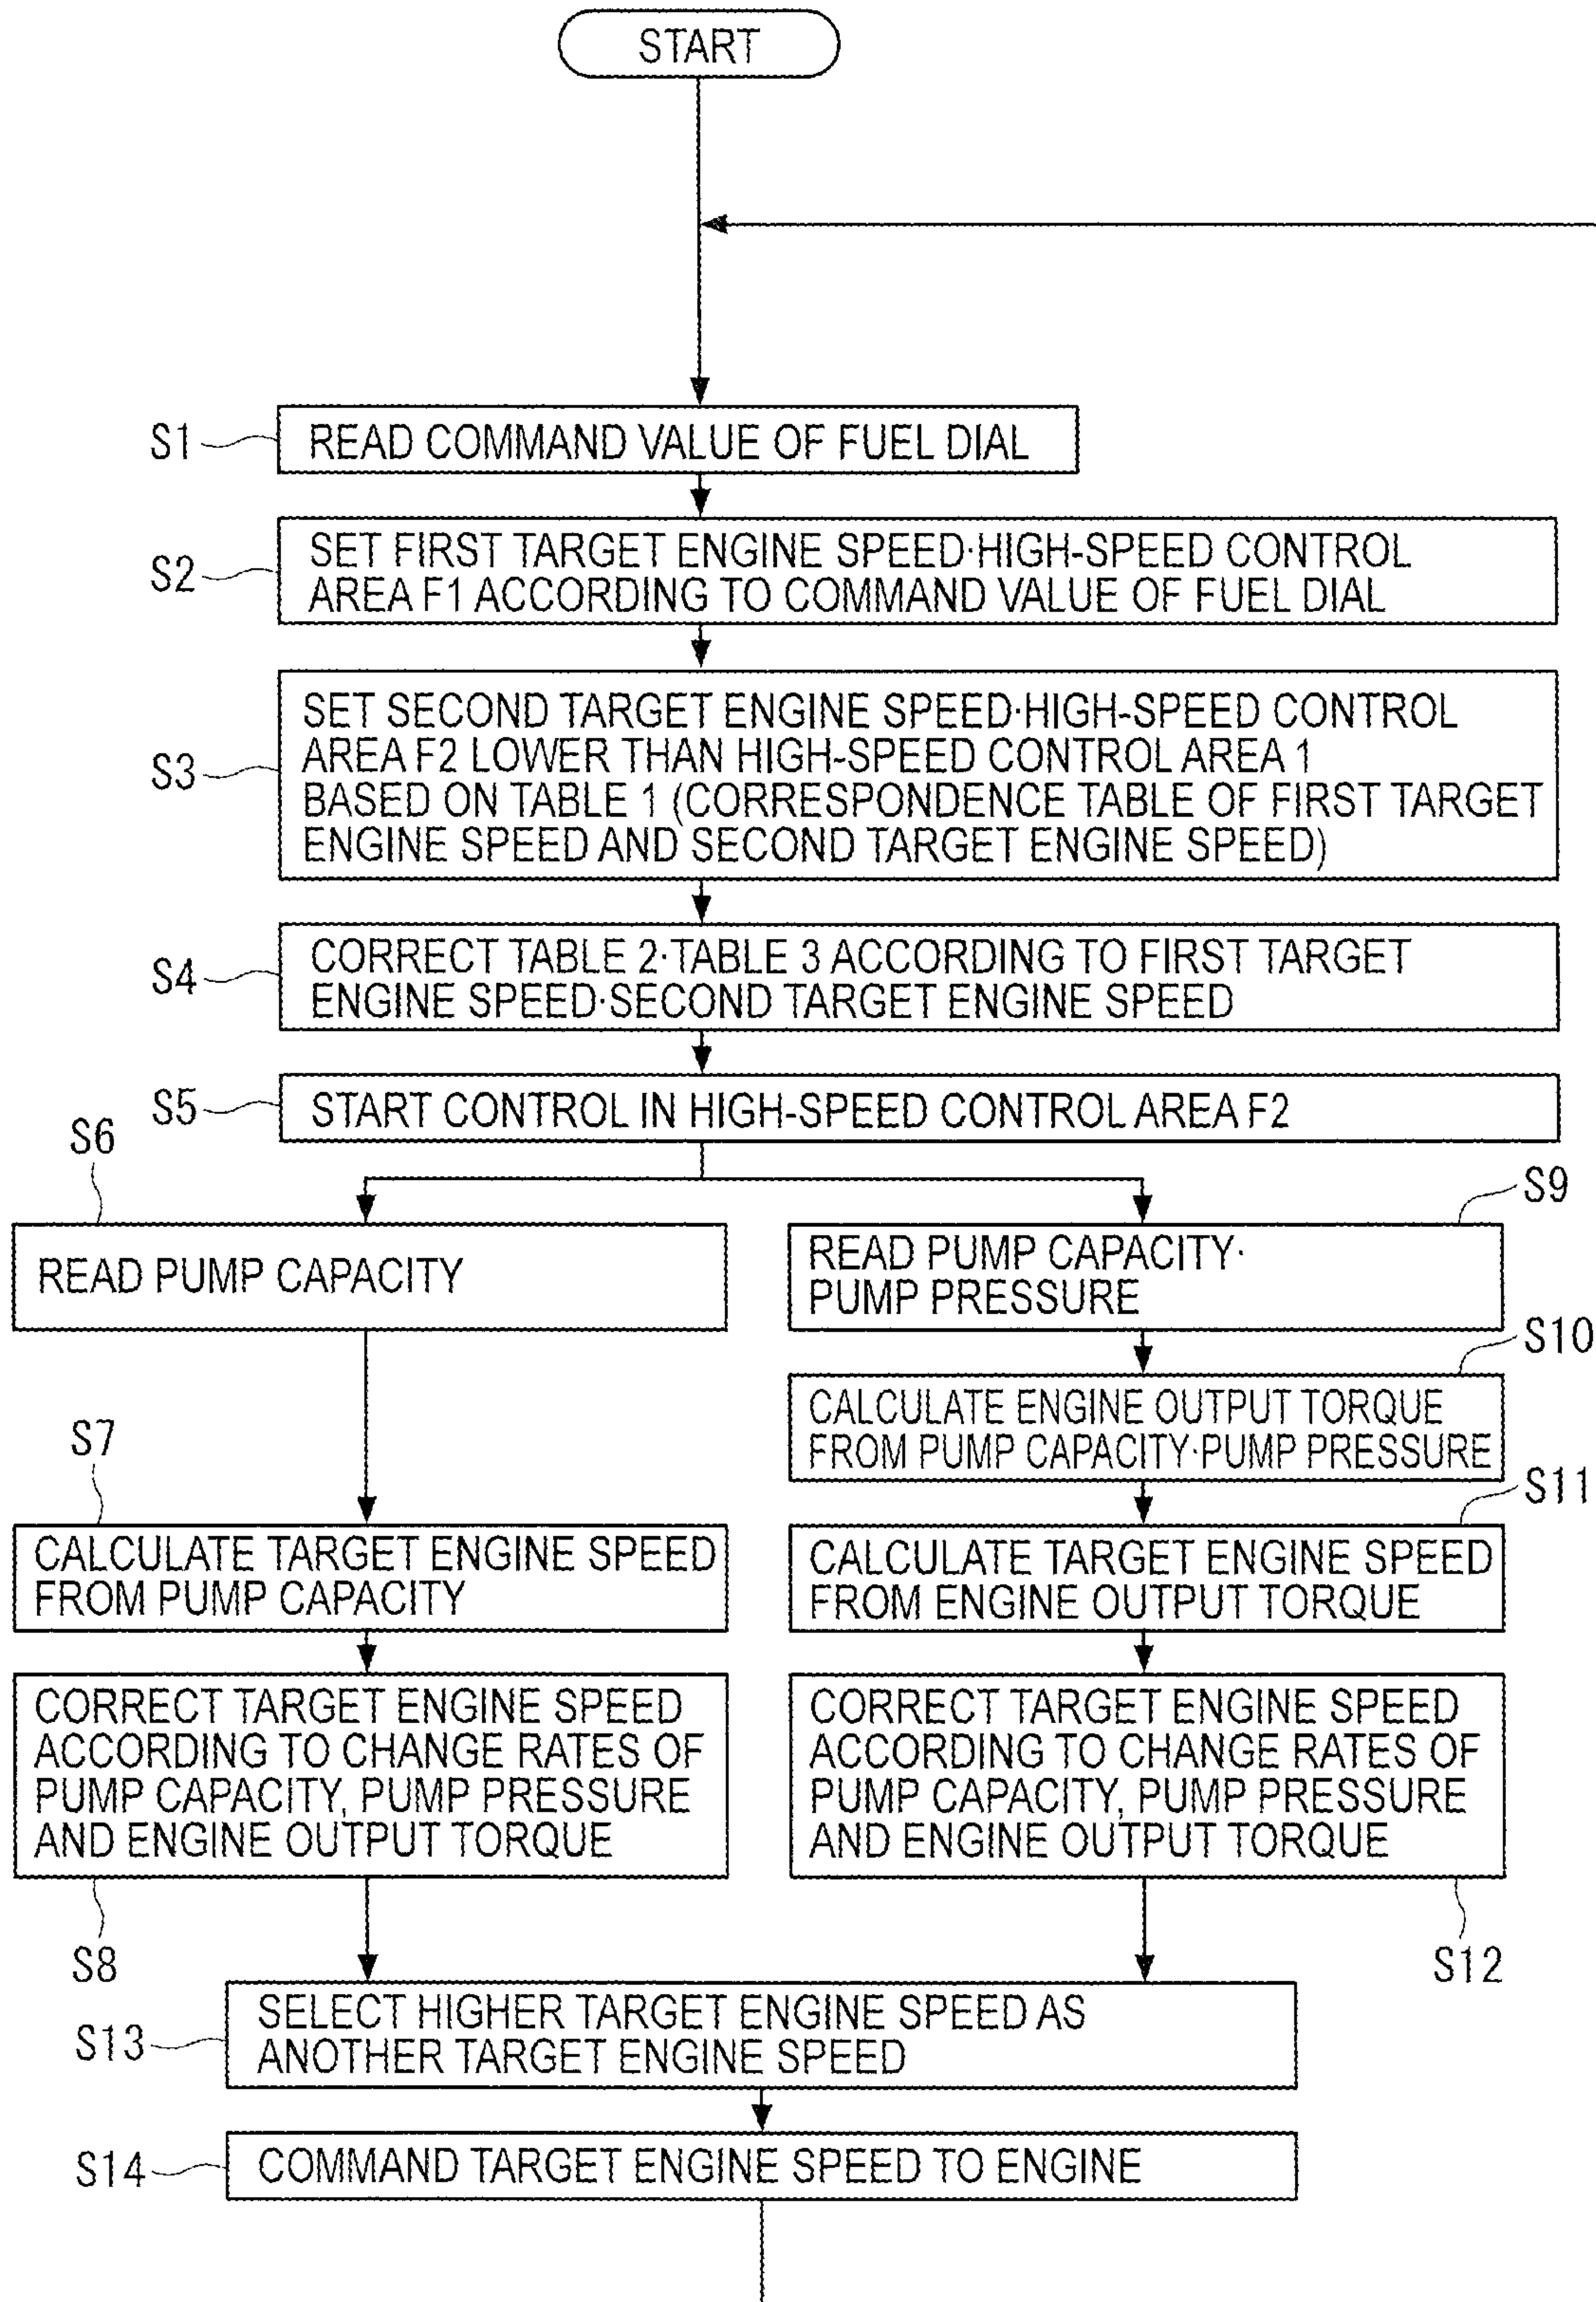 START
S1
READ COMMAND VALUE OF FUEL DIAL
S2
SET FIRST TARGET ENGINE SPEED·HIGH-SPEED CONTROL
AREA F1 ACCORDING TO COMMAND VALUE OF FUEL DIAL
S3
SET SECOND TARGET ENGINE SPEED·HIGH-SPEED CONTROL
AREA F2 LOWER THAN HIGH-SPEED CONTROL AREA 1
BASED ON TABLE 1 (CORRESPONDENCE TABLE OF FIRST TARGET
ENGINE SPEED AND SECOND TARGET ENGINE SPEED)
S4
CORRECT TABLE 2·TABLE 3 ACCORDING TO FIRST TARGET
ENGINE SPEED·SECOND TARGET ENGINE SPEED
S5
START CONTROL IN HIGH-SPEED CONTROL AREA F2
S6
READ PUMP CAPACITY
S7
CALCULATE TARGET ENGINE SPEED
FROM PUMP CAPACITY
CORRECT TARGET ENGINE SPEED
ACCORDING TO CHANGE RATES OF
PUMP CAPACITY, PUMP PRESSURE
AND ENGINE OUTPUT TORQUE
S8
S9
READ PUMP CAPACITY·
PUMP PRESSURE
S10
CALCULATE ENGINE OUTPUT TORQUE
FROM PUMP CAPACITY·PUMP PRESSURE
S11
CALCULATE TARGET ENGINE SPEED
FROM ENGINE OUTPUT TORQUE
CORRECT TARGET ENGINE SPEED
ACCORDING TO CHANGE RATES OF
PUMP CAPACITY, PUMP PRESSURE
AND ENGINE OUTPUT TORQUE
S12
S13
SELECT HIGHER TARGET ENGINE SPEED AS
ANOTHER TARGET ENGINE SPEED
S14
COMMAND TARGET ENGINE SPEED TO ENGINE